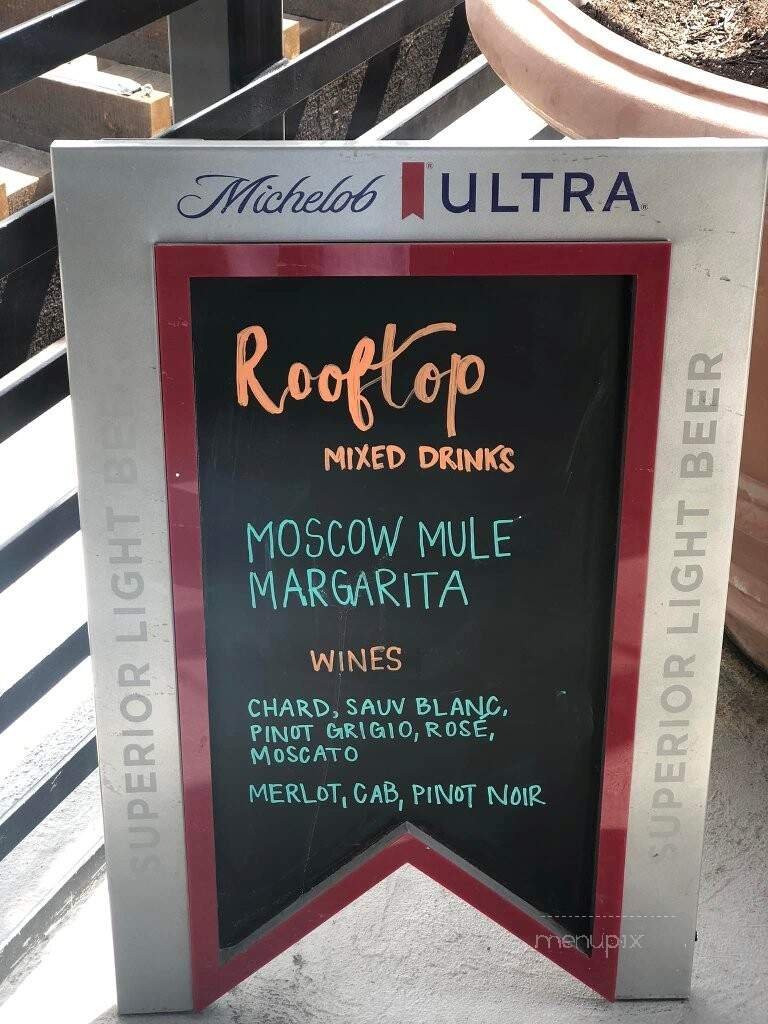 Michelob ULTRA
Rooftop
MIXED DRINKS
MOSCOW MULE
MARGARITA
WINES
CHARD, SAUV BLANC,
PINOT GRIGIO, ROSÉ,
MOSCATO
MERLOT, CAB, PINOT NOIR
SUPERIOR LIGHT BEER
SUPERIOR LIGHT BEER
menupix